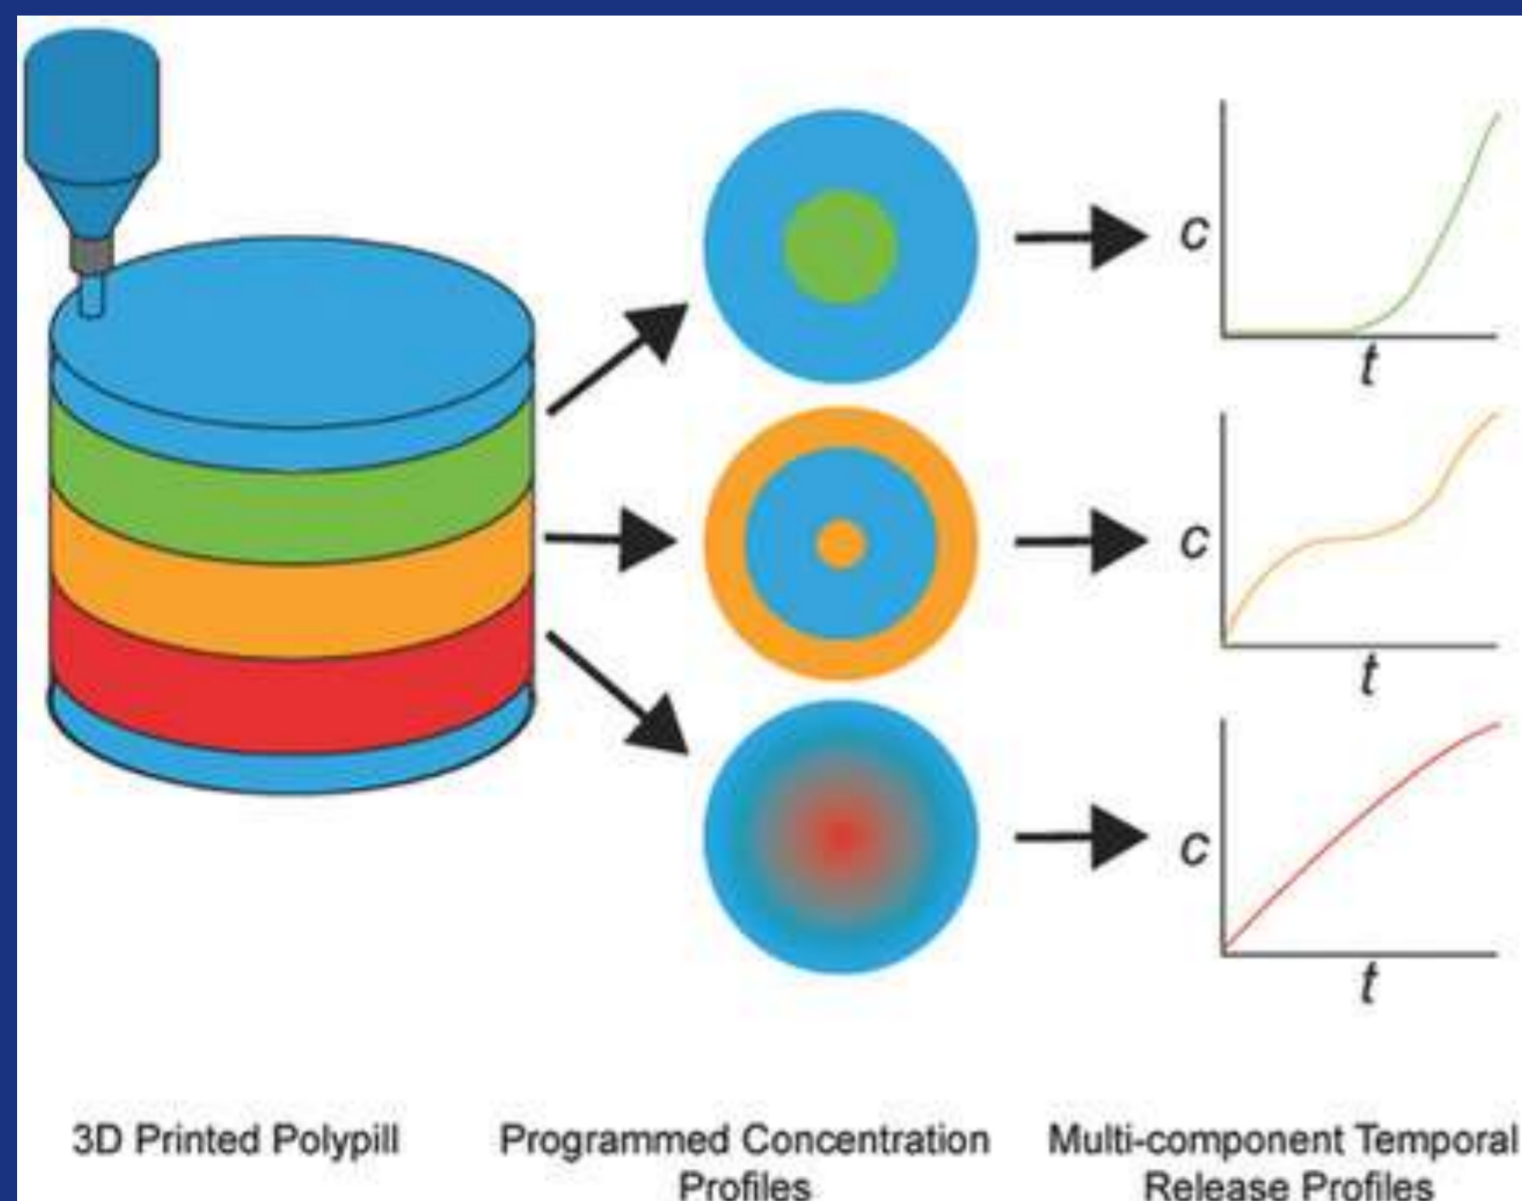 c
t
c
t
c
t
3D Printed Polypill
Programmed Concentration
Profiles
Multi-component Temporal
Release Profiles